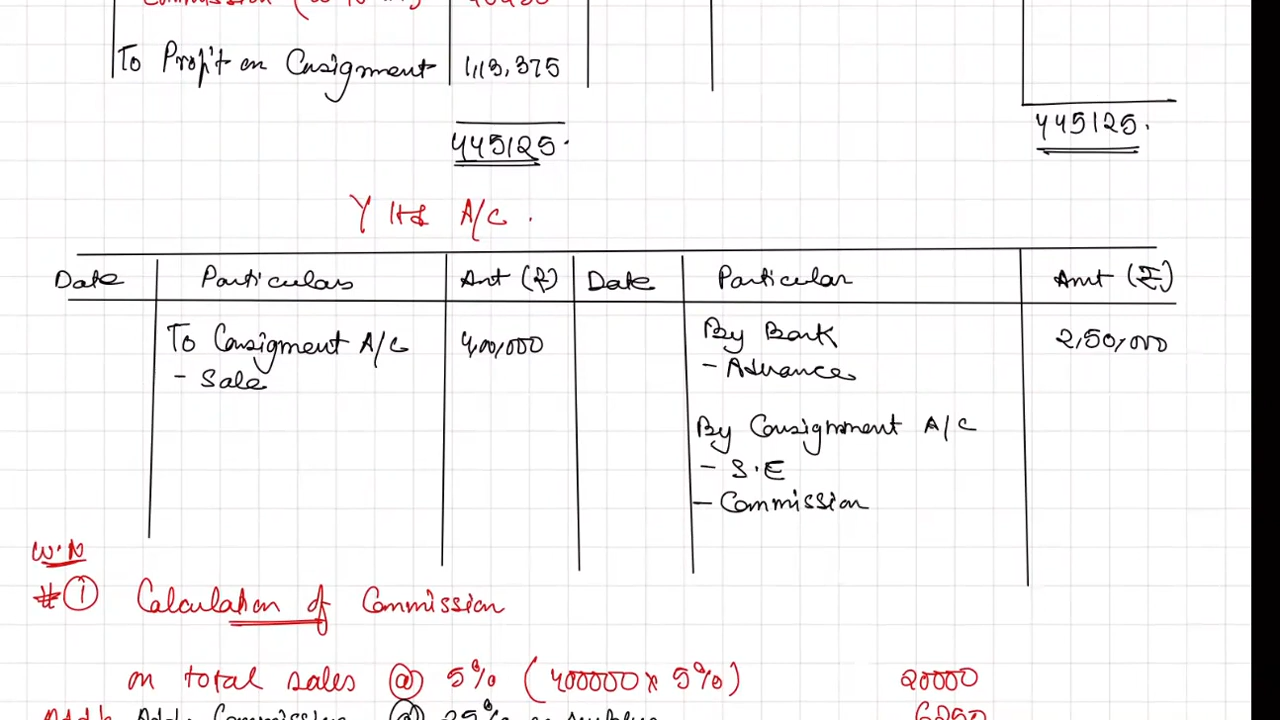 To Profit on Casignment 1,13,375
445125. 445125.
Y Ltd A/C.
Date Particulars Amt (₹) Date Particular Amt (₹)
To Consigment A/C 4,00,000 By Bank 2,50,000
- Sale - Advance
By Consignment A/C
- S.E
- Commission
W.N
#① Calculation of Commission
on total sales @ 5% (400000 x 5%) 20000